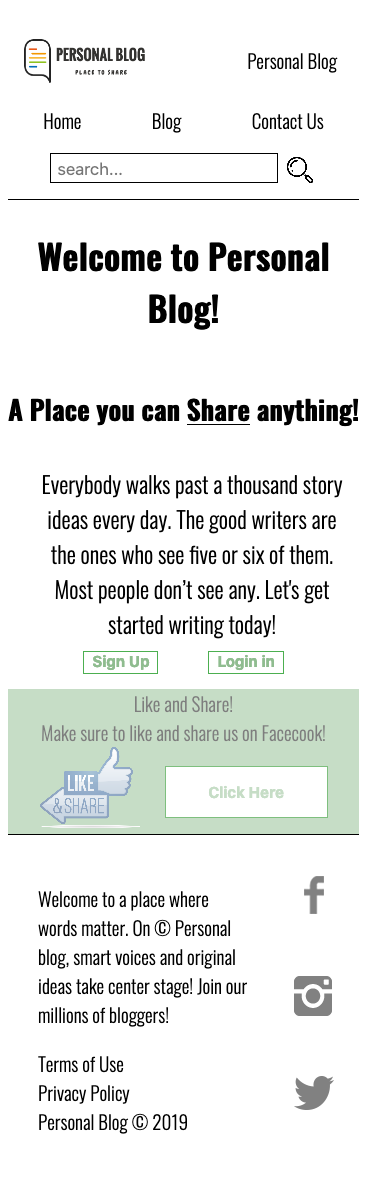 PERSONAL BLOG
PLACE TO SHARE
Personal Blog
Home Blog Contact Us
search...
Welcome to Personal
Blog!
A Place you can Share anything!
Everybody walks past a thousand story
ideas every day. The good writers are
the ones who see five or six of them.
Most people don’t see any. Let's get
started writing today!
Sign Up Login in
Like and Share!
Make sure to like and share us on Facecook!
LIKE
&SHARE
Click Here
Welcome to a place where
words matter. On © Personal
blog, smart voices and original
ideas take center stage! Join our
millions of bloggers!
Terms of Use
Privacy Policy
Personal Blog © 2019